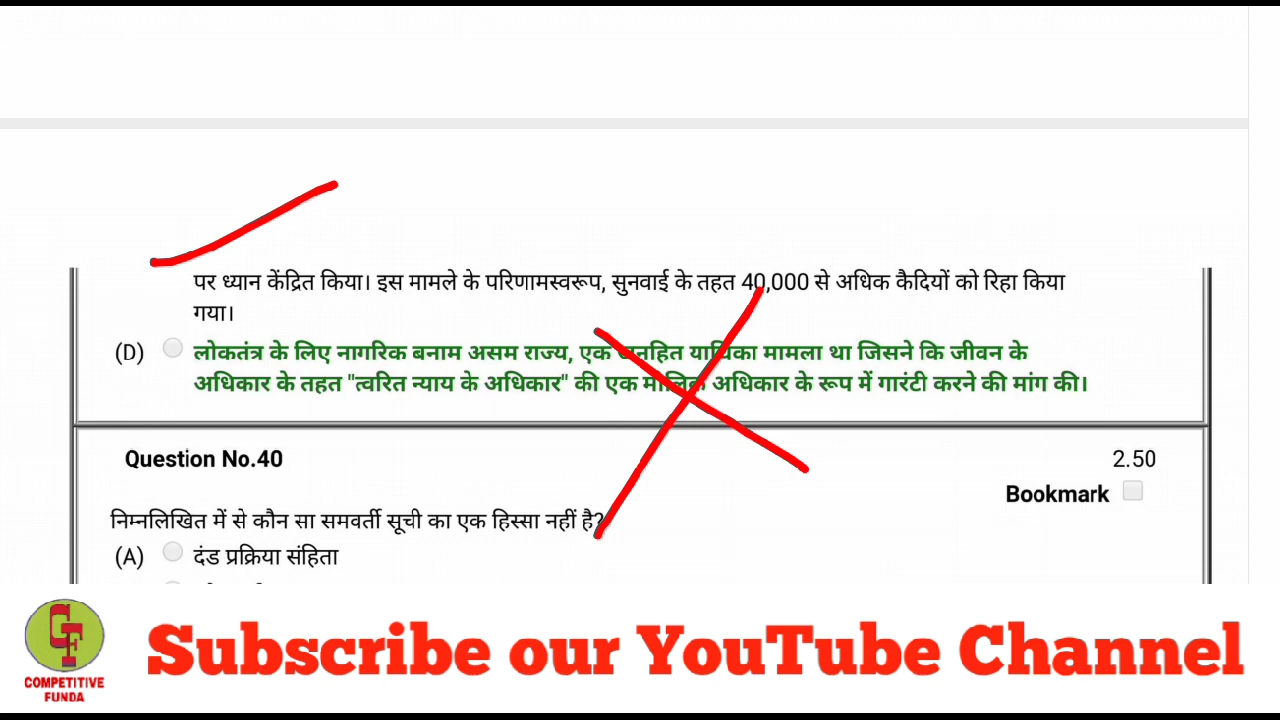 पर ध्यान केंद्रित किया। इस मामले के परिणामस्वरूप, सुनवाई के तहत 40,000 से अधिक कैदियों को रिहा किया
गया।
(D) लोकतंत्र के लिए नागरिक बनाम असम राज्य, एक जनहित याचिका मामला था जिसने कि जीवन के
अधिकार के तहत "त्वरित न्याय के अधिकार" की एक मौलिक अधिकार के रूप में गारंटी करने की मांग की।
Question No.40 2.50
Bookmark
निम्नलिखित में से कौन सा समवर्ती सूची का एक हिस्सा नहीं है?
(A) दंड प्रक्रिया संहिता
CF
COMPETITIVE
FUNDA
Subscribe our YouTube Channel